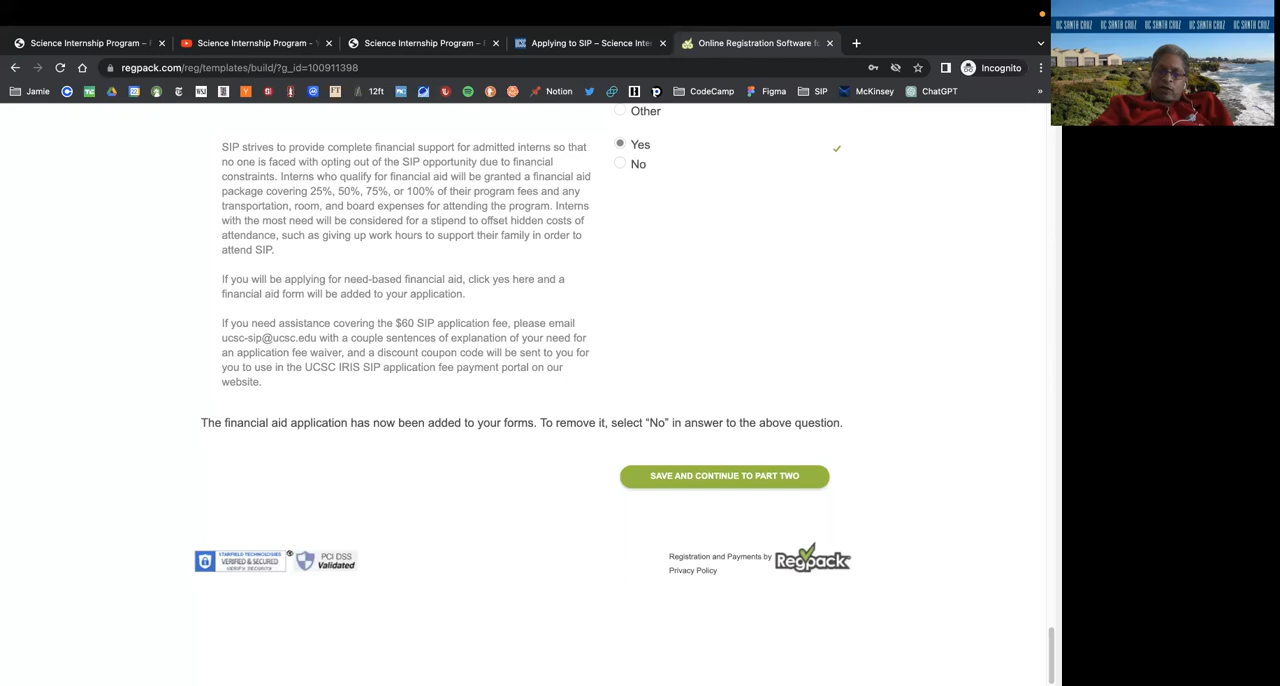 Science Internship Program –
Science Internship Program –
Science Internship Program –
Applying to SIP – Science Inte
Online Registration Software fo
regpack.com/reg/templates/build/?g_id=100911398
Incognito
Jamie
12ft
Notion
CodeCamp
Figma
SIP
McKinsey
ChatGPT
»
UC SANTA CRUZ UC SANTA CRUZ UC SANTA CRUZ UC SANTA CRUZ UC SANTA CRUZ
Other
Yes
No
SIP strives to provide complete financial support for admitted interns so that
no one is faced with opting out of the SIP opportunity due to financial
constraints. Interns who qualify for financial aid will be granted a financial aid
package covering 25%, 50%, 75%, or 100% of their program fees and any
transportation, room, and board expenses for attending the program. Interns
with the most need will be considered for a stipend to offset hidden costs of
attendance, such as giving up work hours to support their family in order to
attend SIP.
If you will be applying for need-based financial aid, click yes here and a
financial aid form will be added to your application.
If you need assistance covering the $60 SIP application fee, please email
ucsc-sip@ucsc.edu with a couple sentences of explanation of your need for
an application fee waiver, and a discount coupon code will be sent to you for
you to use in the UCSC IRIS SIP application fee payment portal on our
website.
The financial aid application has now been added to your forms. To remove it, select “No” in answer to the above question.
SAVE AND CONTINUE TO PART TWO
STARFIELD TECHNOLOGIES
VERIFIED & SECURED
VERIFY SECURITY
PCI DSS
Validated
Registration and Payments by
Regpack
Privacy Policy